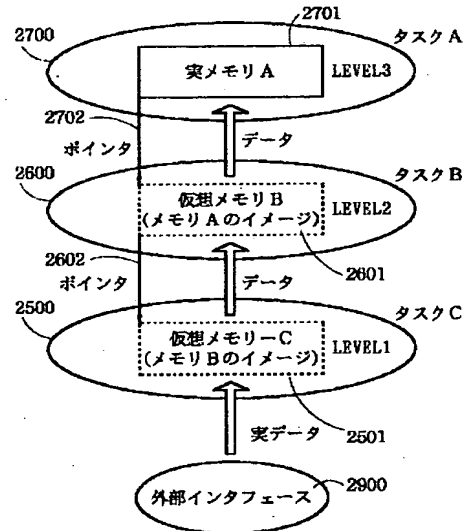 2701
2700
タスクA
実メモリA
LEVEL3
2702
ポインタ
データ
2600
タスクB
仮想メモリB
(メモリAのイメージ)
LEVEL2
2602
2601
ポインタ
データ
2500
タスクC
仮想メモリーC
(メモリBのイメージ)
LEVEL1
実データ
2501
2900
外部インタフェース